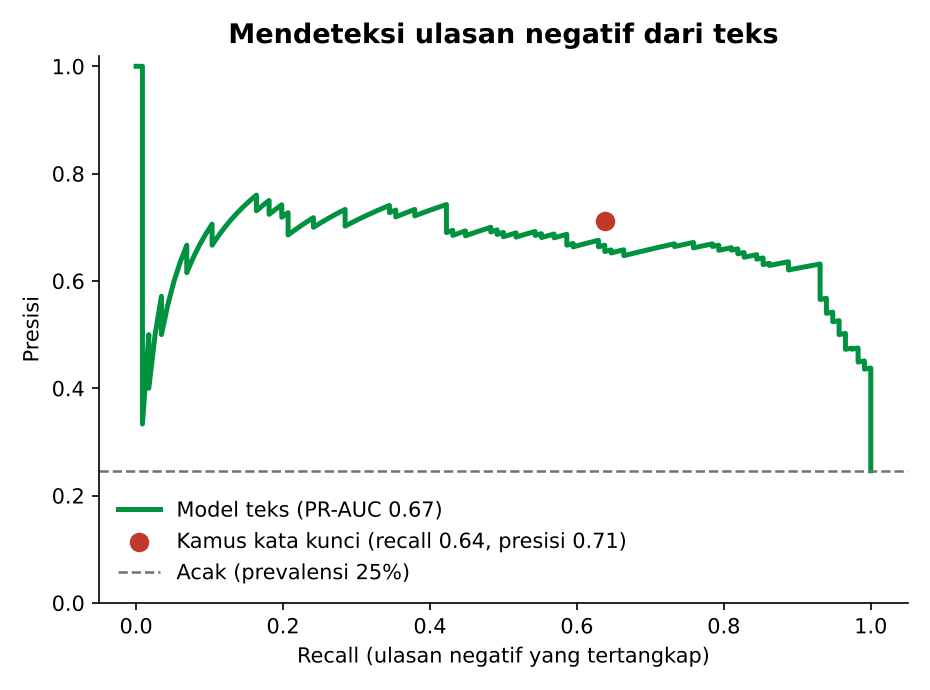 Mendeteksi ulasan negatif dari teks
Presisi
1.0
0.8
0.6
0.4
0.2
0.0
Model teks (PR-AUC 0.67)
Kamus kata kunci (recall 0.64, presisi 0.71)
Acak (prevalensi 25%)
0.0 0.2 0.4 0.6 0.8 1.0
Recall (ulasan negatif yang tertangkap)